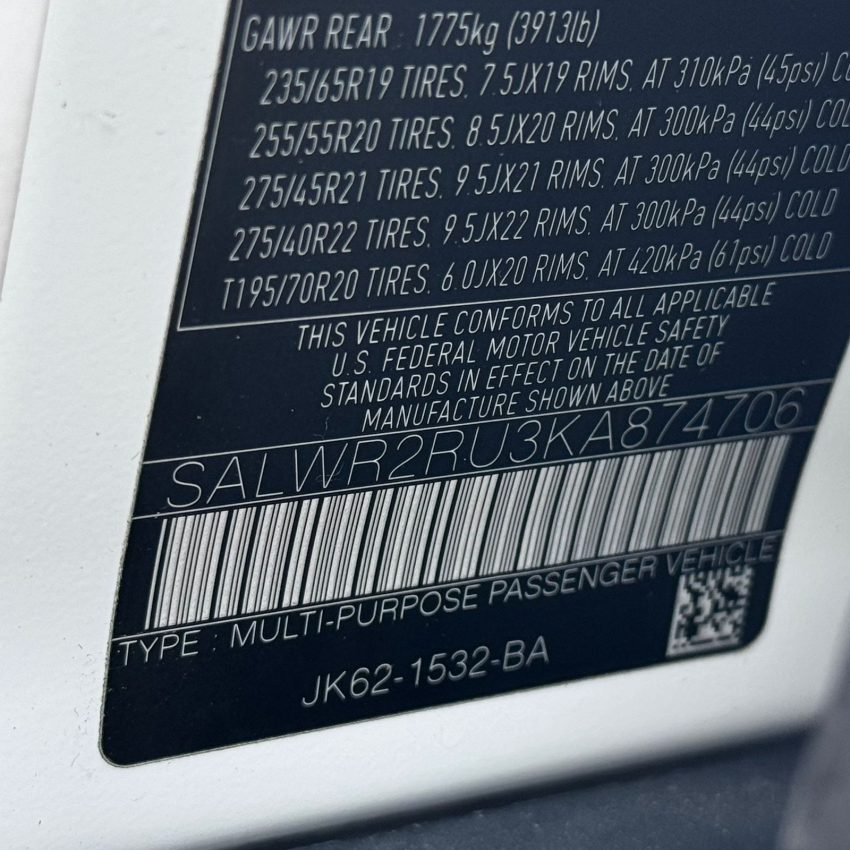 GAWR REAR : 1775kg (3913lb)
235/65R19 TIRES, 7.5JX19 RIMS, AT 310kPa (45psi)
255/55R20 TIRES, 8.5JX20 RIMS, AT 300kPa (44psi)
275/45R21 TIRES, 9.5JX21 RIMS, AT 300kPa (44psi) COLD
275/40R22 TIRES, 9.5JX22 RIMS, AT 300kPa (44psi) COLD
T195/70R20 TIRES, 6.0JX20 RIMS, AT 420kPa (61psi) COLD
THIS VEHICLE CONFORMS TO ALL APPLICABLE
U.S. FEDERAL MOTOR VEHICLE SAFETY
STANDARDS IN EFFECT ON THE DATE OF
MANUFACTURE SHOWN ABOVE
SALWR2RU3KA874706
TYPE : MULTI-PURPOSE PASSENGER VEHICLE
JK62-1532-BA